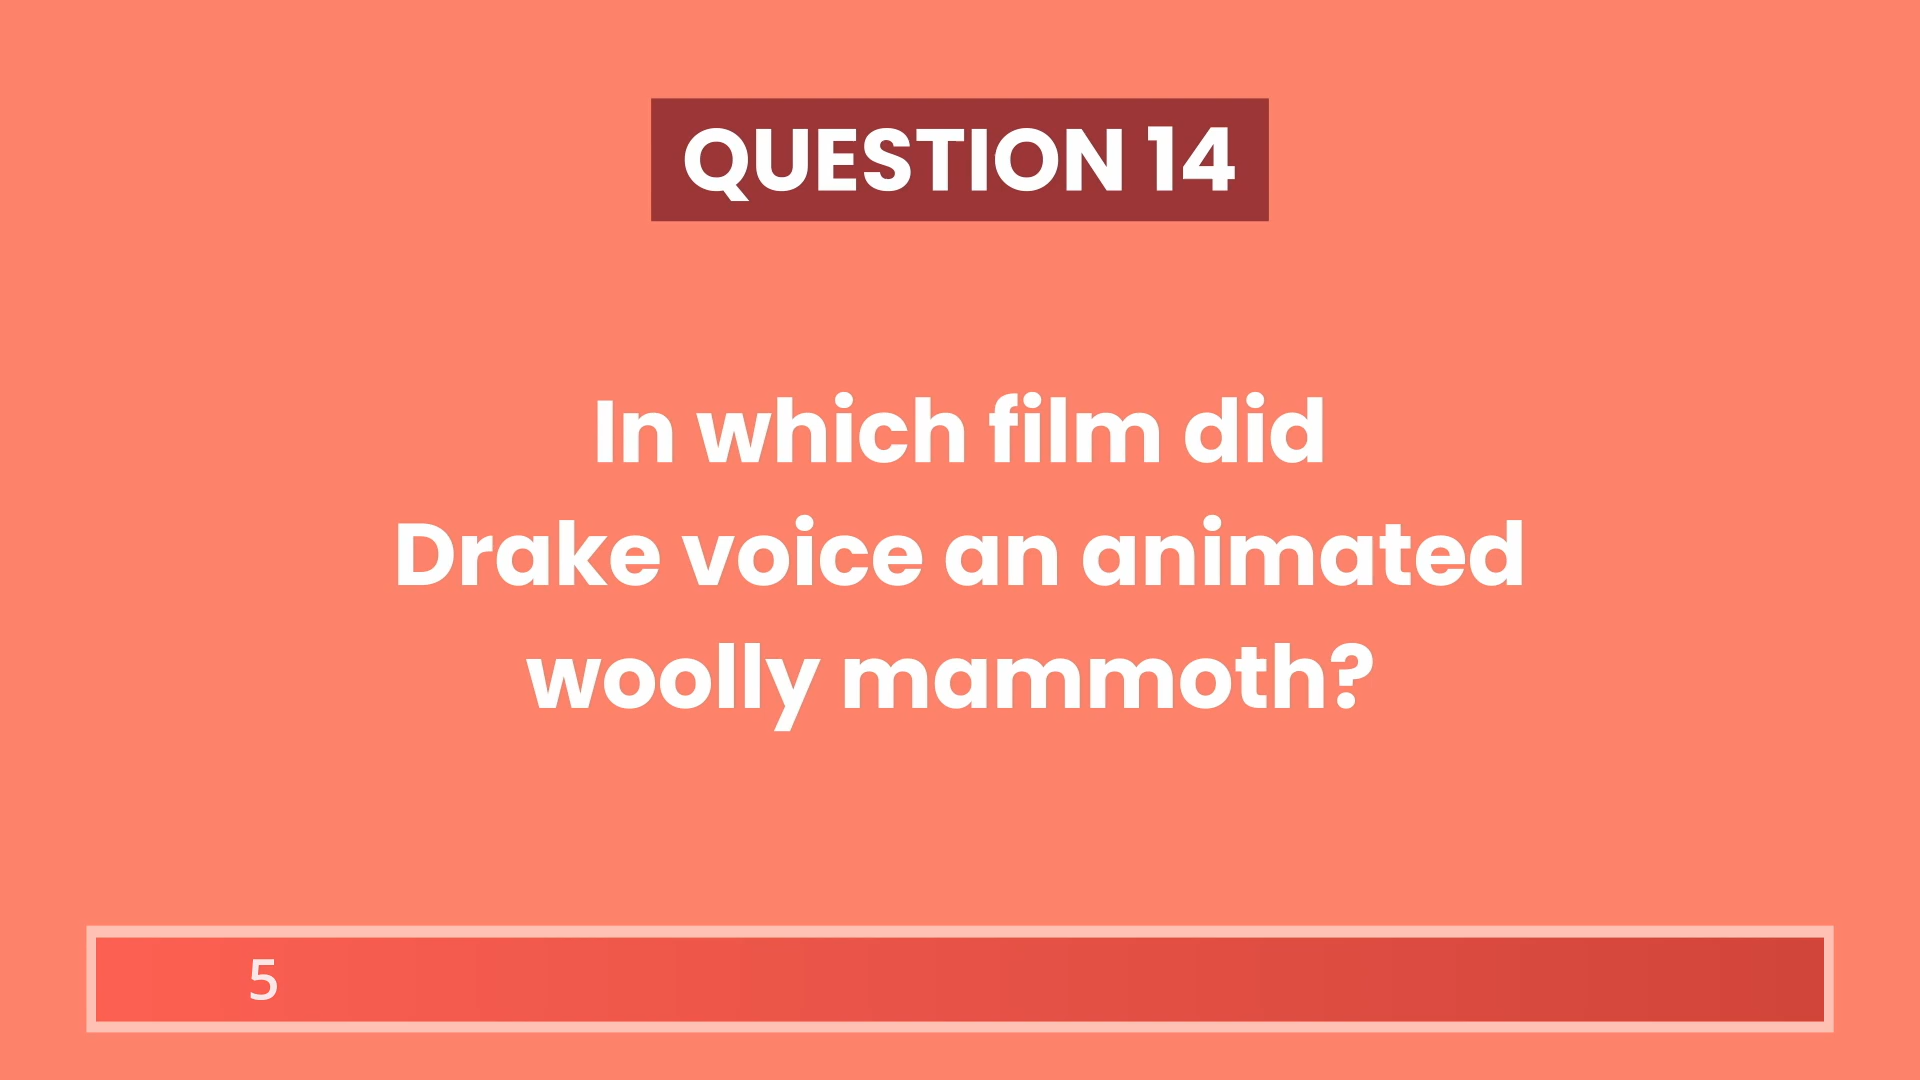 QUESTION 14
In which film did
Drake voice an animated
woolly mammoth?
5